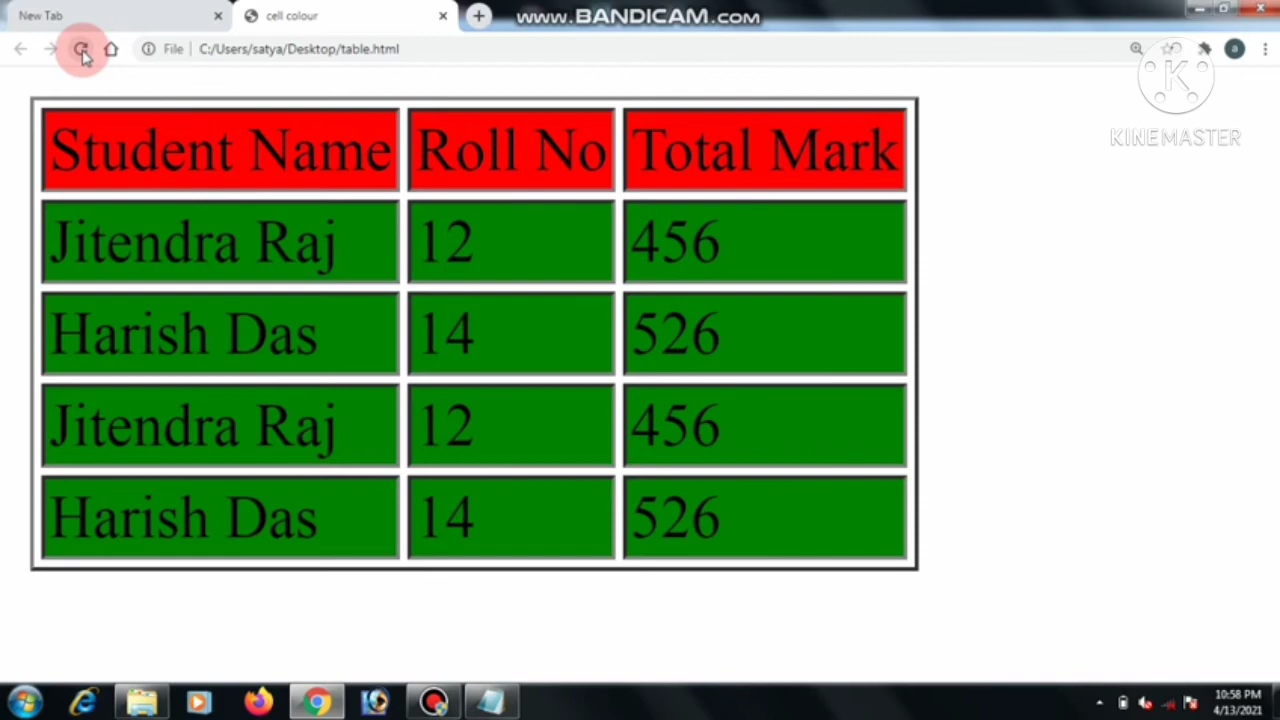 New Tab
cell colour
www.BANDICAM.com
File
C:/Users/satya/Desktop/table.html
a
K
KINEMASTER
Student Name Roll No Total Mark
Jitendra Raj 12 456
Harish Das 14 526
Jitendra Raj 12 456
Harish Das 14 526
10:58 PM
4/13/2021